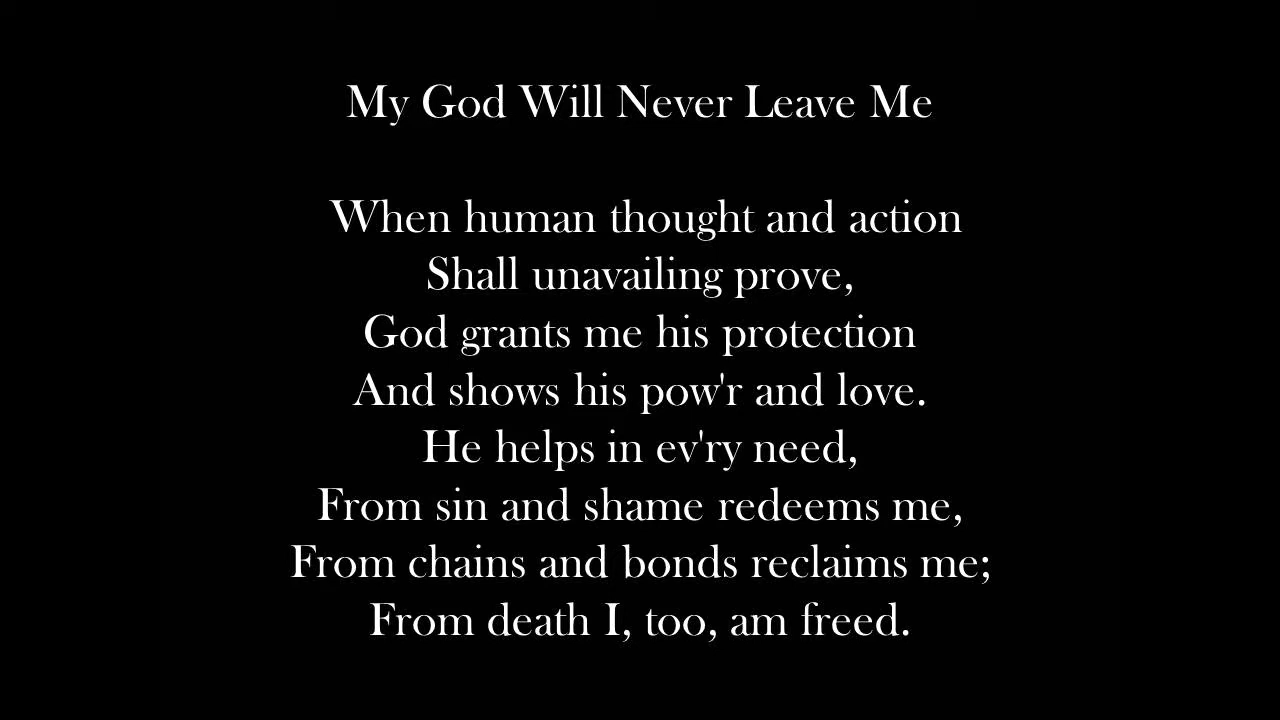 My God Will Never Leave Me
When human thought and action
Shall unavailing prove,
God grants me his protection
And shows his pow'r and love.
He helps in ev'ry need,
From sin and shame redeems me,
From chains and bonds reclaims me;
From death I, too, am freed.